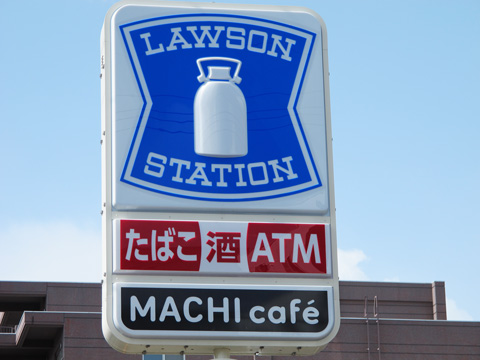 LAWSON
STATION
たばこ 酒 ATM
MACHI café